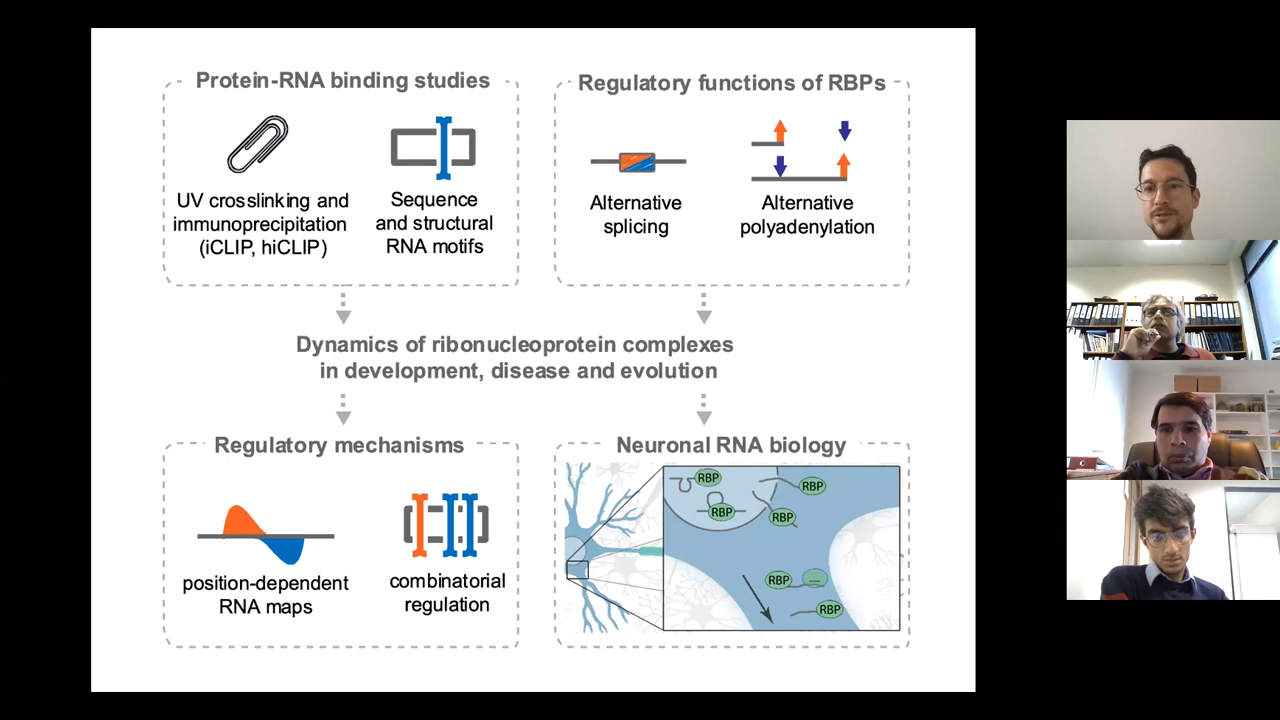 Protein-RNA binding studies
UV crosslinking and
immunoprecipitation
(iCLIP, hiCLIP)
Sequence
and structural
RNA motifs
Regulatory functions of RBPs
Alternative
splicing
Alternative
polyadenylation
Dynamics of ribonucleoprotein complexes
in development, disease and evolution
Regulatory mechanisms
position-dependent
RNA maps
combinatorial
regulation
Neuronal RNA biology
RBP
RBP
RBP
RBP
RBP
RBP